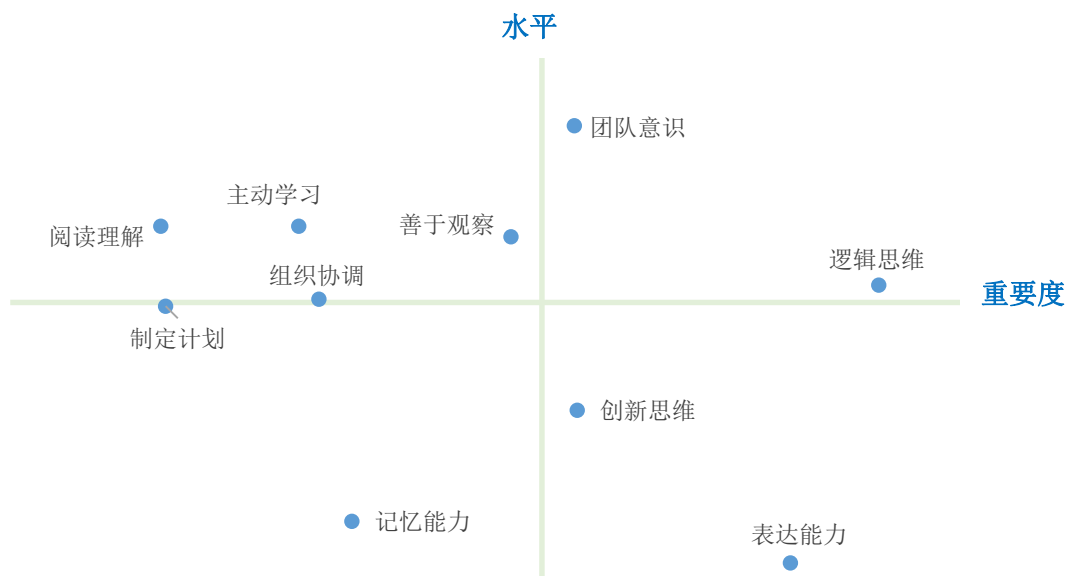 水平
团队意识
主动学习
善于观察
阅读理解
逻辑思维
组织协调
重要度
制定计划
创新思维
记忆能力
表达能力